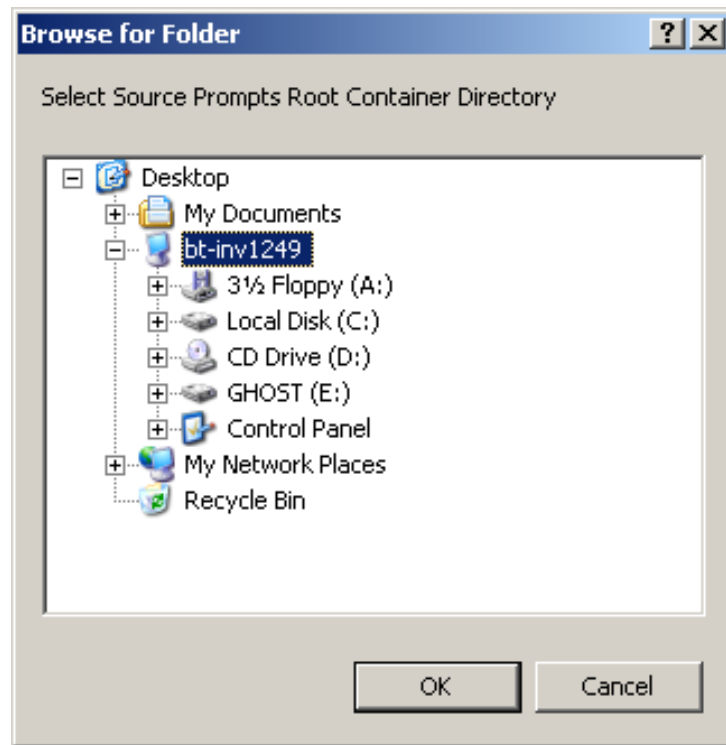 Browse for Folder
Select Source Prompts Root Container Directory
Desktop
My Documents
bt-inv1249
3½ Floppy (A:)
Local Disk (C:)
CD Drive (D:)
GHOST (E:)
Control Panel
My Network Places
Recycle Bin
OK Cancel